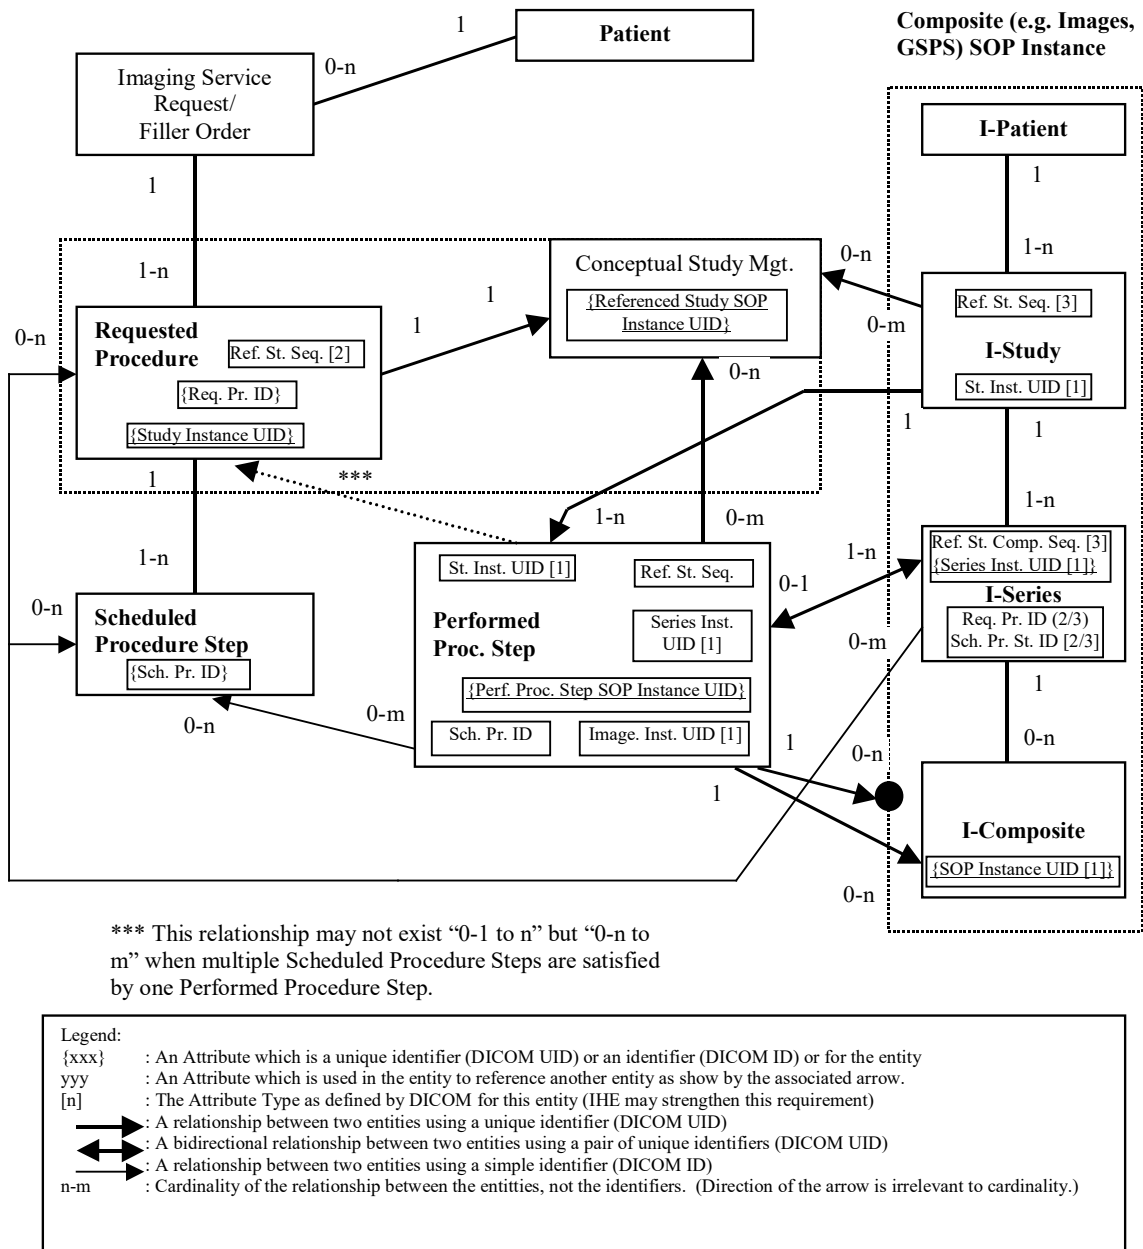 Composite (e.g. Images,
GSPS) SOP Instance
Patient
1
0-n
Imaging Service
Request/
Filler Order
I-Patient
1
1
1-n
1-n
Conceptual Study Mgt.
{Referenced Study SOP
Instance UID}
0-n
0-m
Ref. St. Seq. [3]
I-Study
St. Inst. UID [1]
1
1
0-n
Requested
Procedure
Ref. St. Seq. [2]
{Req. Pr. ID}
{Study Instance UID}
1
1
0-n
1
***
1-n
0-m
1-n
1-n
0-n
Scheduled
Procedure Step
{Sch. Pr. ID}
0-n
0-m
St. Inst. UID [1]
Ref. St. Seq.
Performed
Proc. Step
Series Inst.
UID [1]
{Perf. Proc. Step SOP Instance UID}
Sch. Pr. ID
Image. Inst. UID [1]
0-1
1-n
0-m
Ref. St. Comp. Seq. [3]
{Series Inst. UID [1]}
I-Series
Req. Pr. ID (2/3)
Sch. Pr. St. ID [2/3]
1
0-n
1
0-n
1
0-n
I-Composite
{SOP Instance UID [1]}
*** This relationship may not exist “0-1 to n” but “0-n to
m” when multiple Scheduled Procedure Steps are satisfied
by one Performed Procedure Step.
Legend:
{xxx} : An Attribute which is a unique identifier (DICOM UID) or an identifier (DICOM ID) or for the entity
yyy : An Attribute which is used in the entity to reference another entity as show by the associated arrow.
[n] : The Attribute Type as defined by DICOM for this entity (IHE may strengthen this requirement)
: A relationship between two entities using a unique identifier (DICOM UID)
: A bidirectional relationship between two entities using a pair of unique identifiers (DICOM UID)
: A relationship between two entities using a simple identifier (DICOM ID)
n-m : Cardinality of the relationship between the entitties, not the identifiers. (Direction of the arrow is irrelevant to cardinality.)